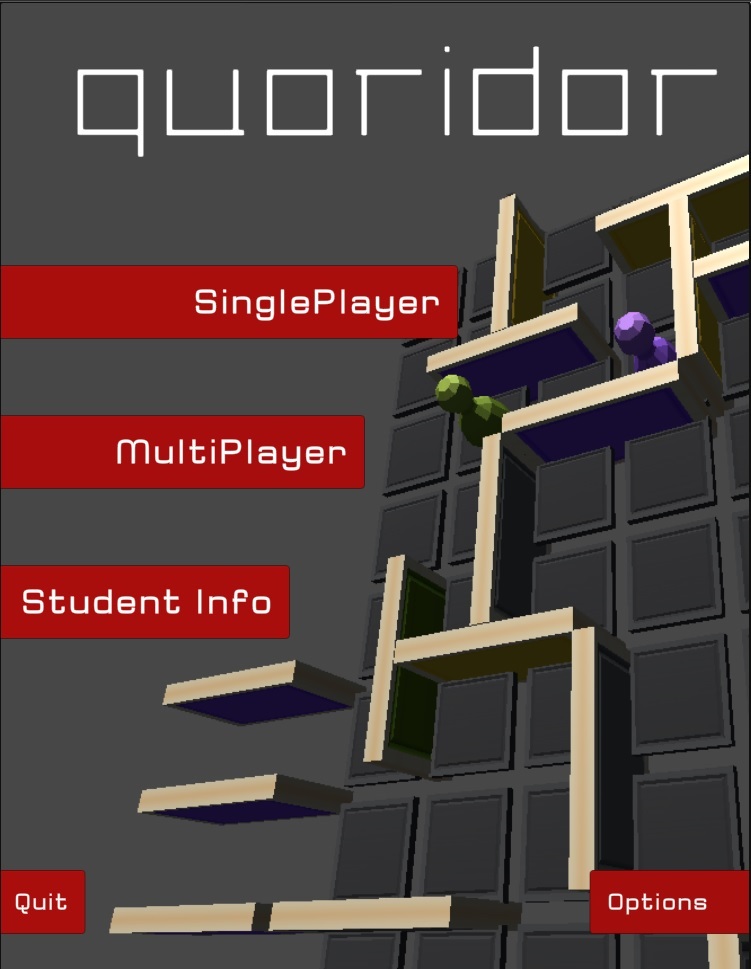 quoridor
SinglePlayer
MultiPlayer
Student Info
Quit
Options